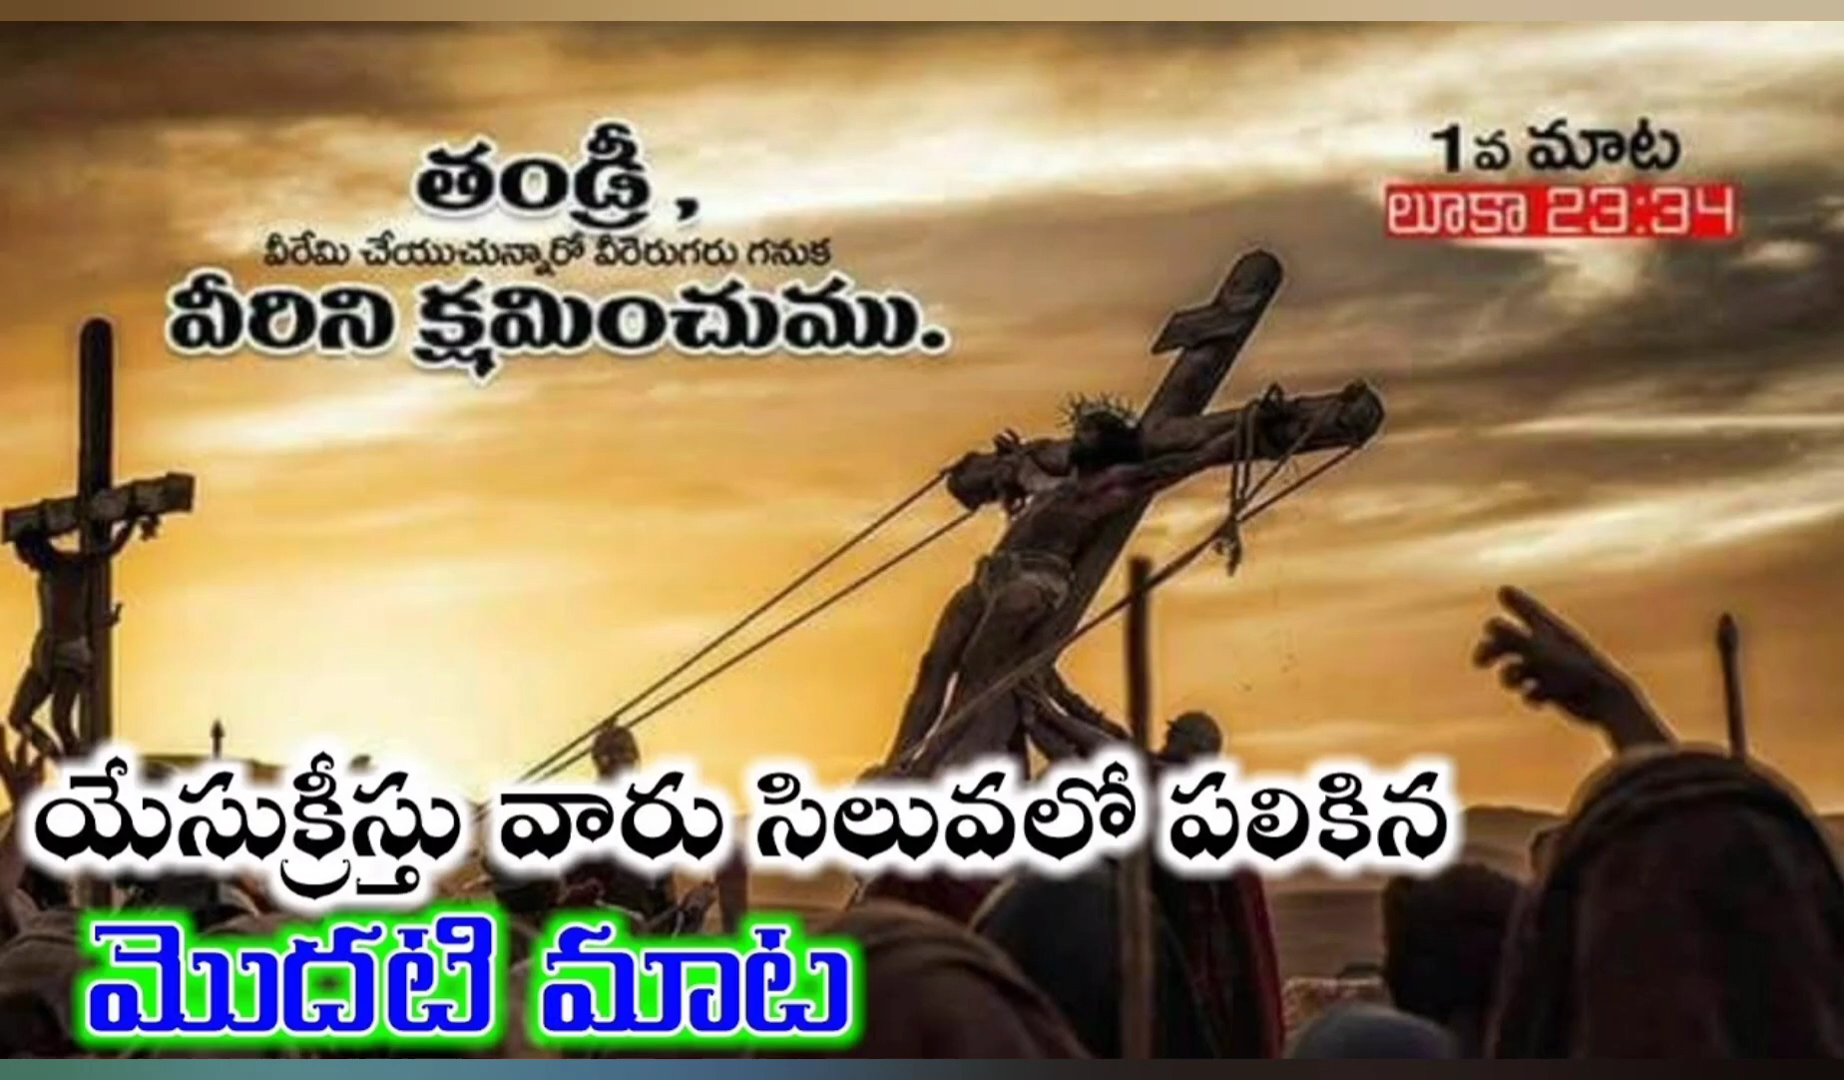 తండ్రీ,
వీరేమి చేయుచున్నారో వీరెరుగరు గనుక
వీరిని క్షమించుము.
1వ మాట
లూకా 23:34
యేసుక్రీస్తు వారు సిలువలో పలికిన
మొదటి మాట